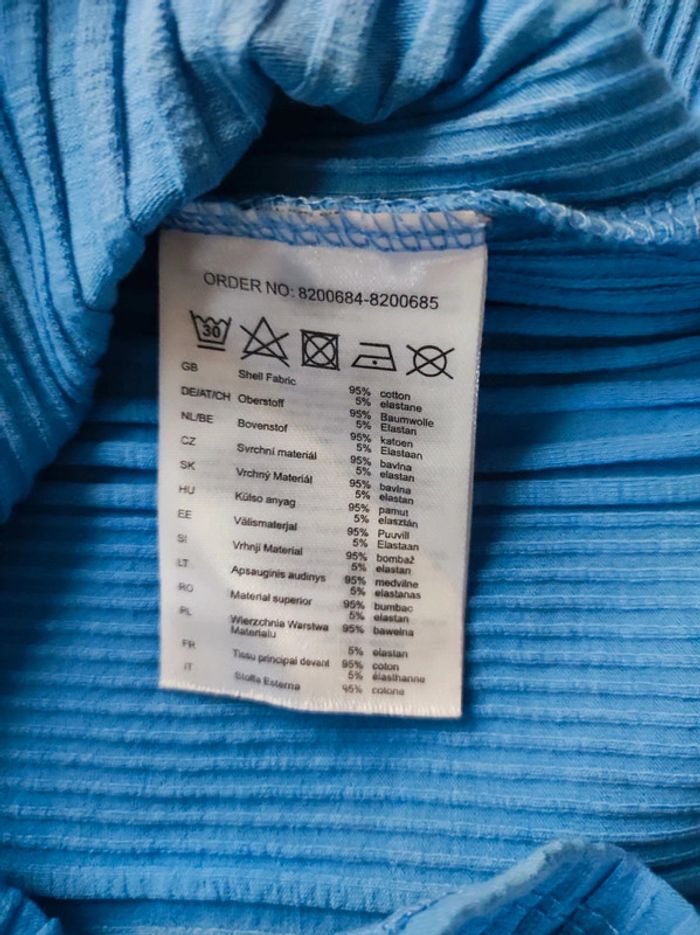 ORDER NO: 8200684-8200685
30
GB Shell Fabric 95% cotton
5% elastane
DE/AT/CH Oberstoff 95% Baumwolle
5% Elastan
NL/BE Bovenstof 95% katoen
5% Elastaan
CZ Svrchní materiál 95% bavlna
5% elastan
SK Vrchný Materiál 95% bavlna
5% elastan
HU Külso anyag 95% pamut
5% elasztán
EE Välismaterjal 95% Puuvill
5% Elastaan
SI Vrhnji Material 95% bombaž
5% elastan
LT Apsauginis audinys 95% medvilne
5% elastanas
RO Material superior 95% bumbac
5% elastan
PL Wierzchnia Warstwa 95% bawelna
Materialu
5% elastan
FR Tissu principal devant 95% coton
5% élasthanne
IT Stoffa Esterna 95% cotone